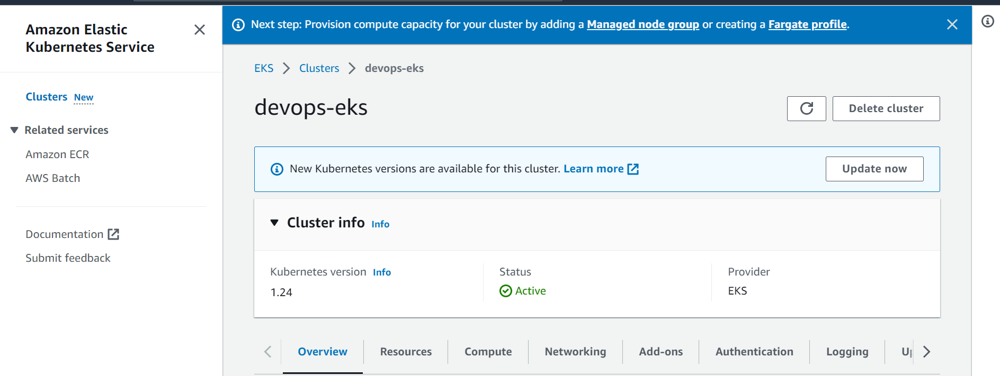 Amazon Elastic
Kubernetes Service
Clusters New
Related services
Amazon ECR
AWS Batch
Documentation
Submit feedback
Next step: Provision compute capacity for your cluster by adding a Managed node group or creating a Fargate profile.
EKS Clusters devops-eks
devops-eks
Delete cluster
New Kubernetes versions are available for this cluster. Learn more
Update now
Cluster info Info
Kubernetes version Info
1.24
Status
Active
Provider
EKS
Overview Resources Compute Networking Add-ons Authentication Logging